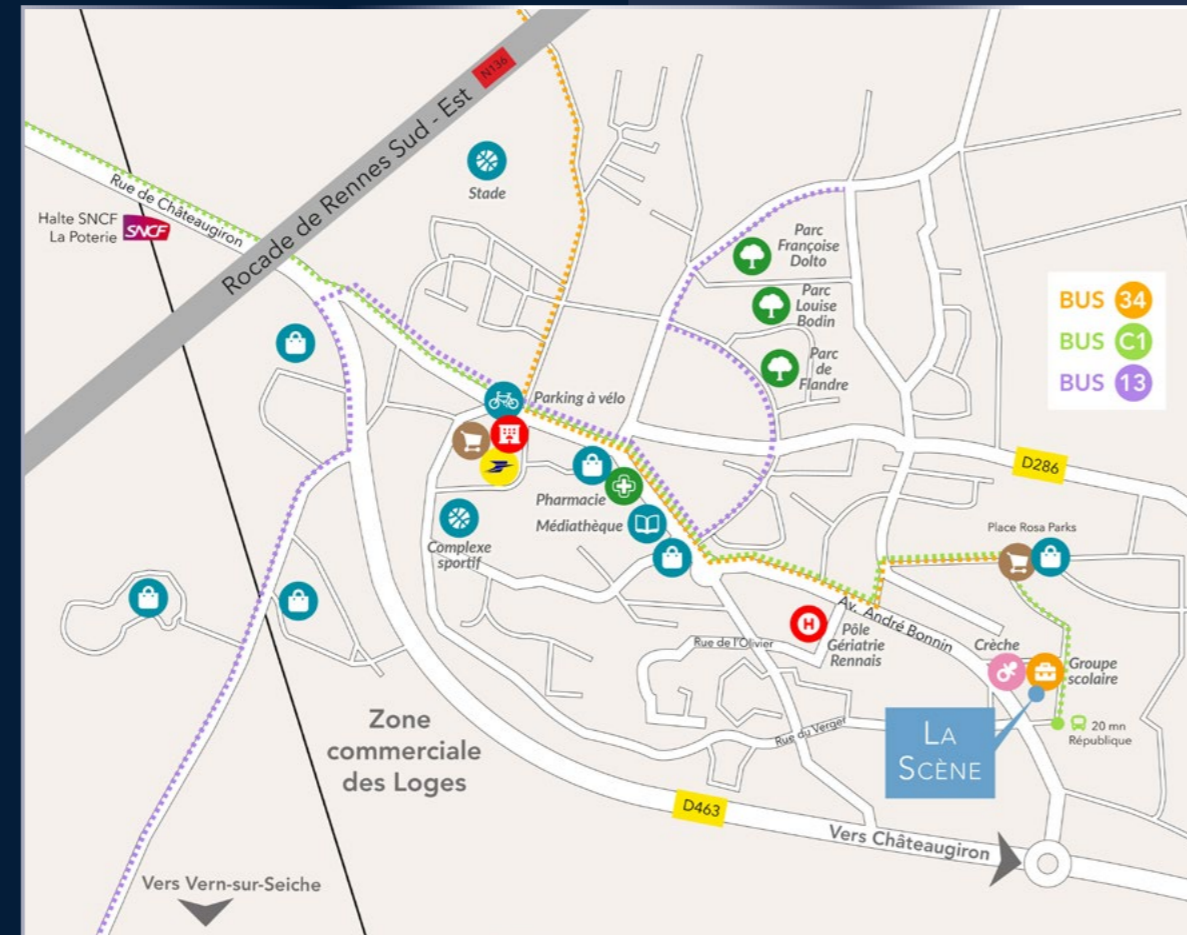 N136
Rocade de Rennes Sud - Est
Stade
Rue de Châteaugiron
Halte SNCF
La Poterie
SNCF
Parc
Françoise
Dolto
Parc
Louise
Bodin
Parc
de
Flandre
BUS 34
BUS C1
BUS 13
Parking à vélo
D286
Pharmacie
Médiathèque
Complexe
sportif
Place Rosa Parks
Av. André Bonnin
H
Pôle
Gériatrie
Rennais
Rue de l'Olivier
Crèche
Groupe
scolaire
Rue du Verger
LA
SCÈNE
20 mn
République
Zone
commerciale
des Loges
D463
Vers Châteaugiron
Vers Vern-sur-Seiche